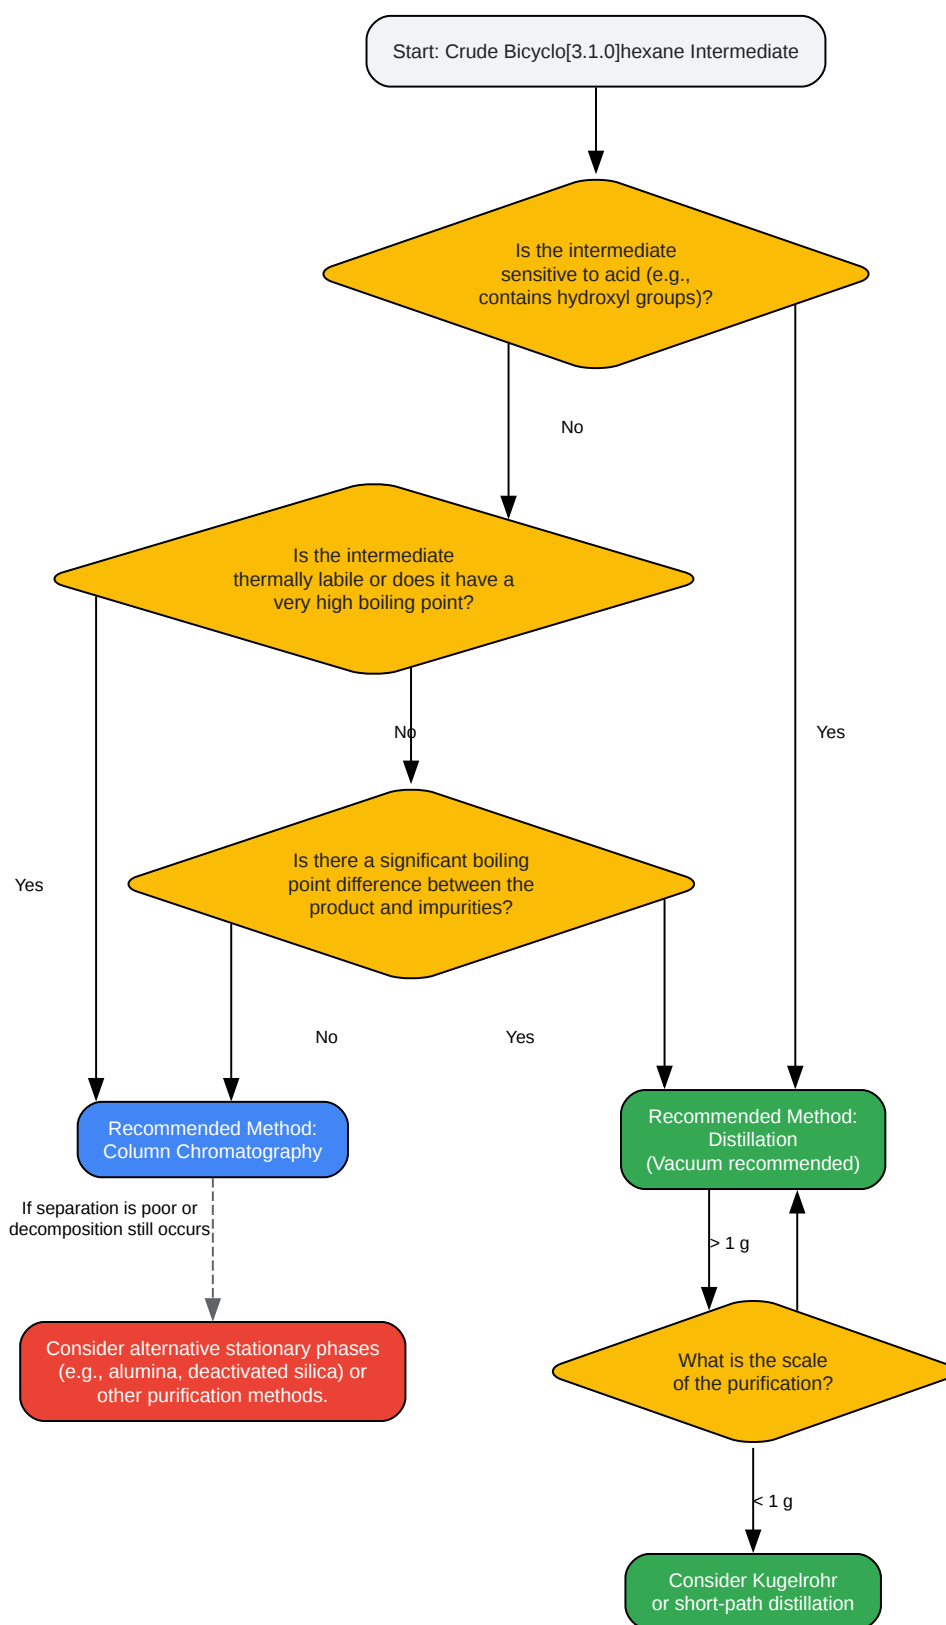 Start: Crude Bicyclo[3.1.0]hexane Intermediate
Is the intermediate
sensitive to acid (e.g.,
contains hydroxyl groups)?
No
Is the intermediate
thermally labile or does it have a
very high boiling point?
No
Yes
Is there a significant boiling
point difference between the
product and impurities?
Yes
No
Yes
Recommended Method:
Column Chromatography
Recommended Method:
Distillation
(Vacuum recommended)
If separation is poor or
decomposition still occurs
> 1 g
Consider alternative stationary phases
(e.g., alumina, deactivated silica) or
other purification methods.
What is the scale
of the purification?
< 1 g
Consider Kugelrohr
or short-path distillation